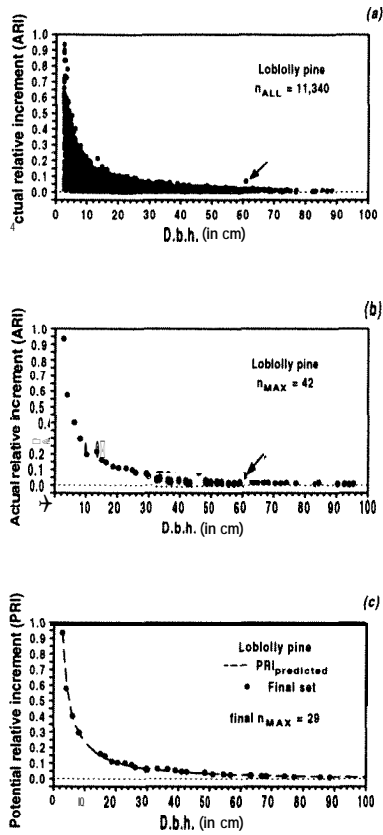 (a)
Actual relative increment (ARI)
1.0
0.9
0.8
0.7
0.6
0.5
0.4
0.3
0.2
0.1
0.0
Loblolly pine
nALL = 11,340
0 10 20 30 40 50 60 70 80 90 100
D.b.h. (in cm)
(b)
Actual relative increment (ARI)
1.0
0.9
0.8
0.7
0.6
0.5
0.4
0.3
0.2
0.1
0.0
Loblolly pine
nMAX = 42
0 10 20 30 40 50 60 70 80 90 100
D.b.h. (in cm)
(c)
Potential relative increment (PRI)
1.0
0.9
0.8
0.7
0.6
0.5
0.4
0.3
0.2
0.1
0.0
Loblolly pine
PRIpredicted
Final set
final nMAX = 29
0 10 20 30 40 50 60 70 80 90 100
D.b.h. (in cm)